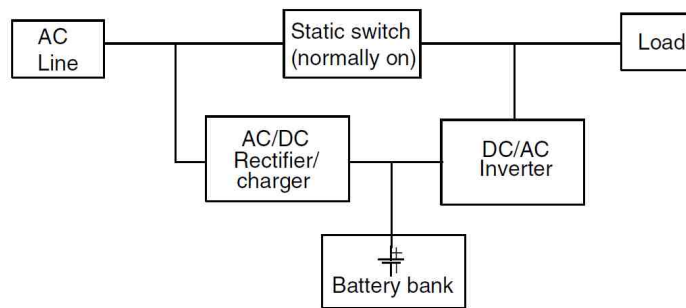 AC
Line
Static switch
(normally on)
Load
AC/DC
Rectifier/
charger
DC/AC
Inverter
Battery bank